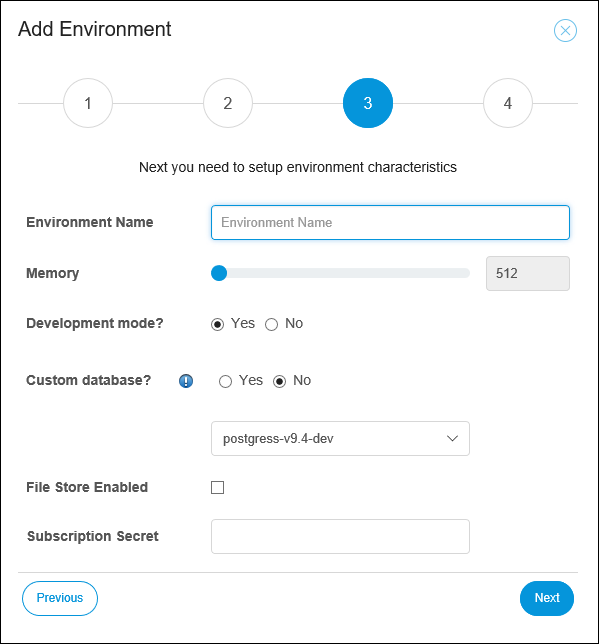 Add Environment
1 2 3 4
Next you need to setup environment characteristics
Environment Name Environment Name
Memory 512
Development mode? Yes No
Custom database? ! Yes No
postgress-v9.4-dev
File Store Enabled
Subscription Secret
Previous Next